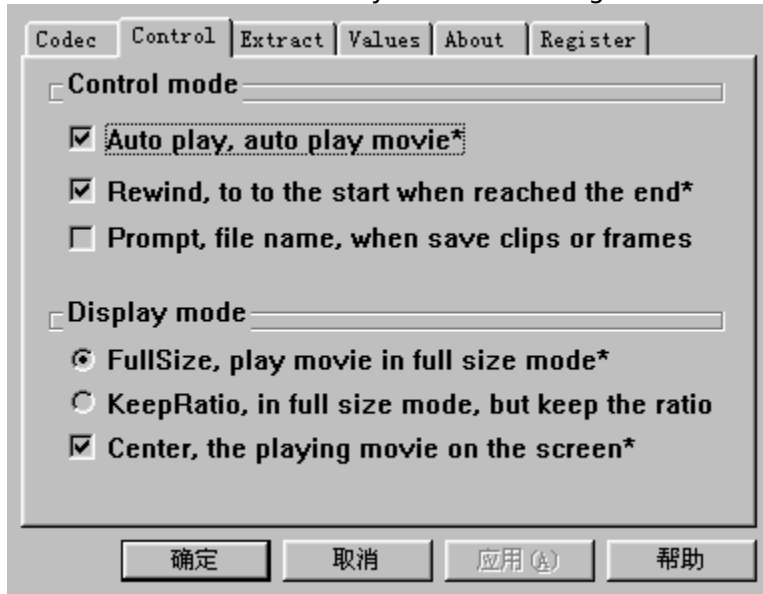 Codec Control Extract Values About Register
Control mode
Auto play, auto play movie*
Rewind, to to the start when reached the end*
Prompt, file name, when save clips or frames
Display mode
FullSize, play movie in full size mode*
KeepRatio, in full size mode, but keep the ratio
Center, the playing movie on the screen*
确定 取消 应用(A) 帮助